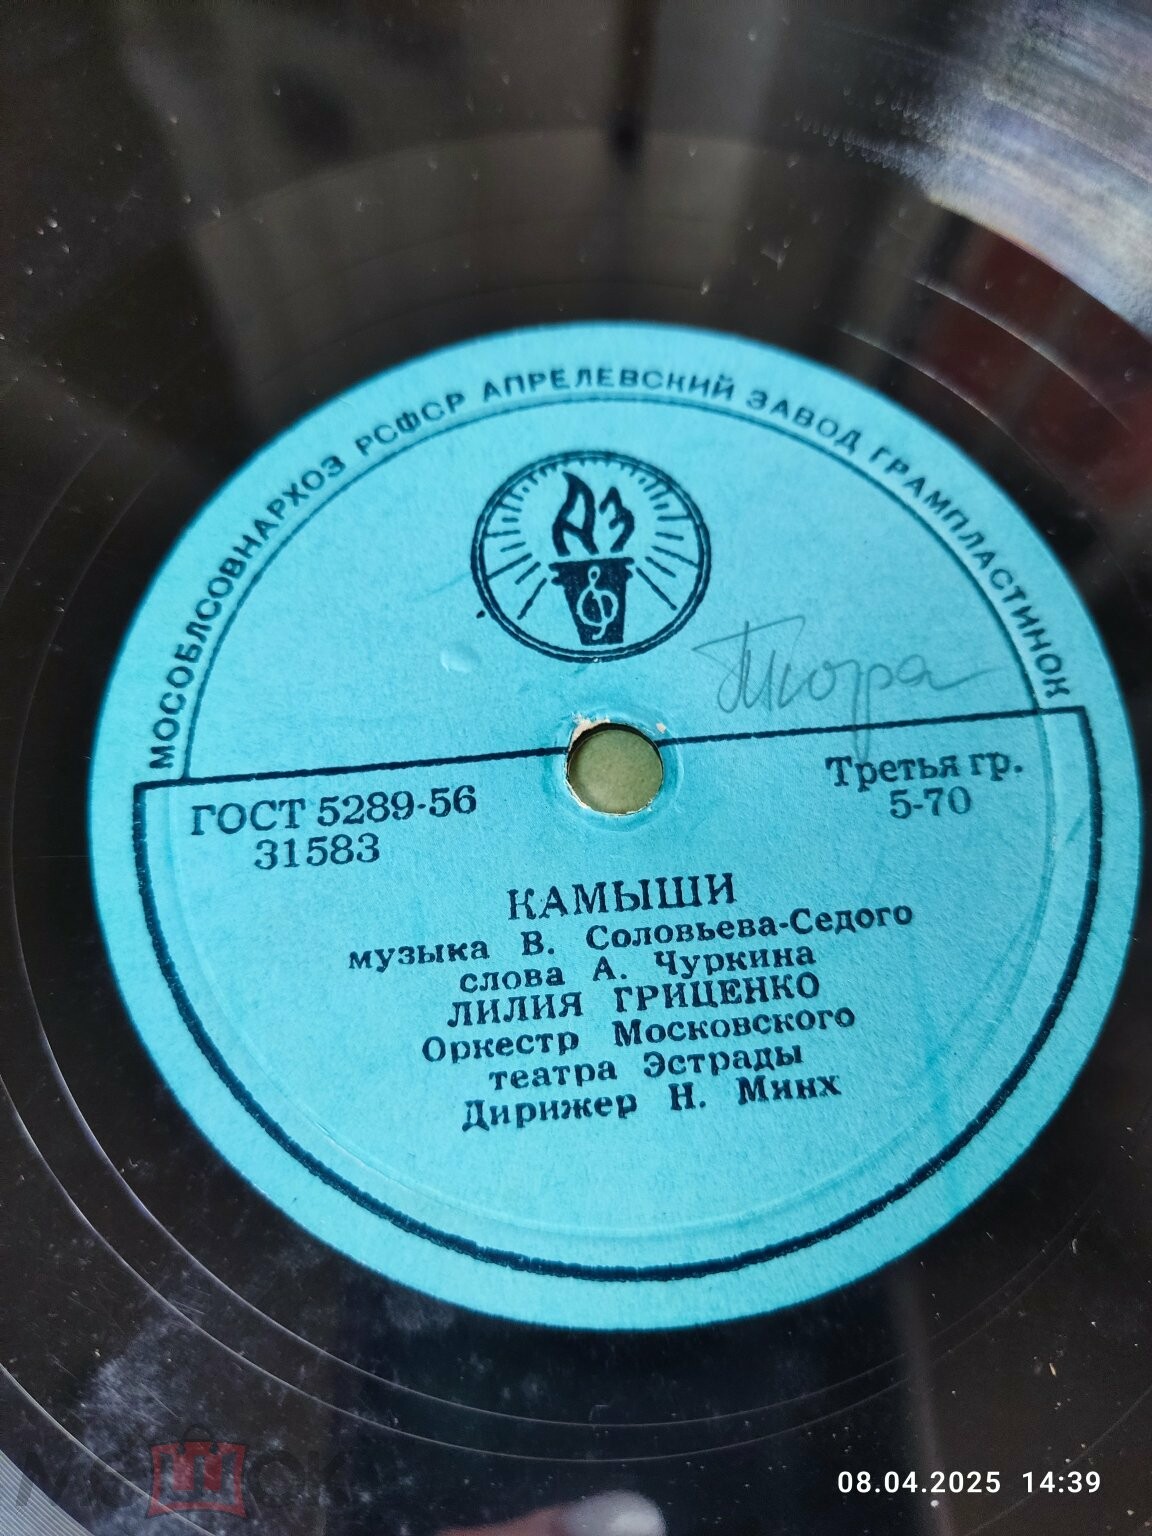 МОСОБЛСОВНАРХОЗ РСФСР АПРЕЛЕВСКИЙ ЗАВОД ГРАМПЛАСТИНОК
АЗ
ГОСТ 5289-56
31583
Третья гр.
5-70
КАМЫШИ
музыка В. Соловьева-Седого
слова А. Чуркина
ЛИЛИЯ ГРИЦЕНКО
Оркестр Московского
театра Эстрады
Дирижер Н. Минх
мешок
08.04.2025 14:39